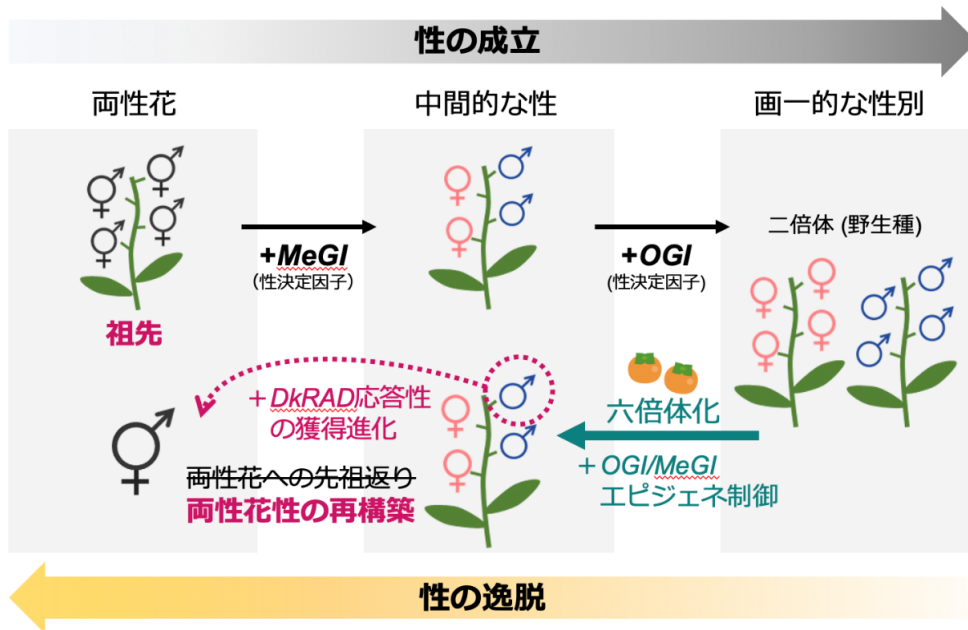 性の成立
両性花
中間的な性
画一的な性別
+MeGI
(性決定因子)
+OGI
(性決定因子)
二倍体 (野生種)
祖先
+DkRAD応答性
の獲得進化
両性花への先祖返り
両性花性の再構築
六倍体化
+OGI/MeGI
エピジェネ制御
性の逸脱